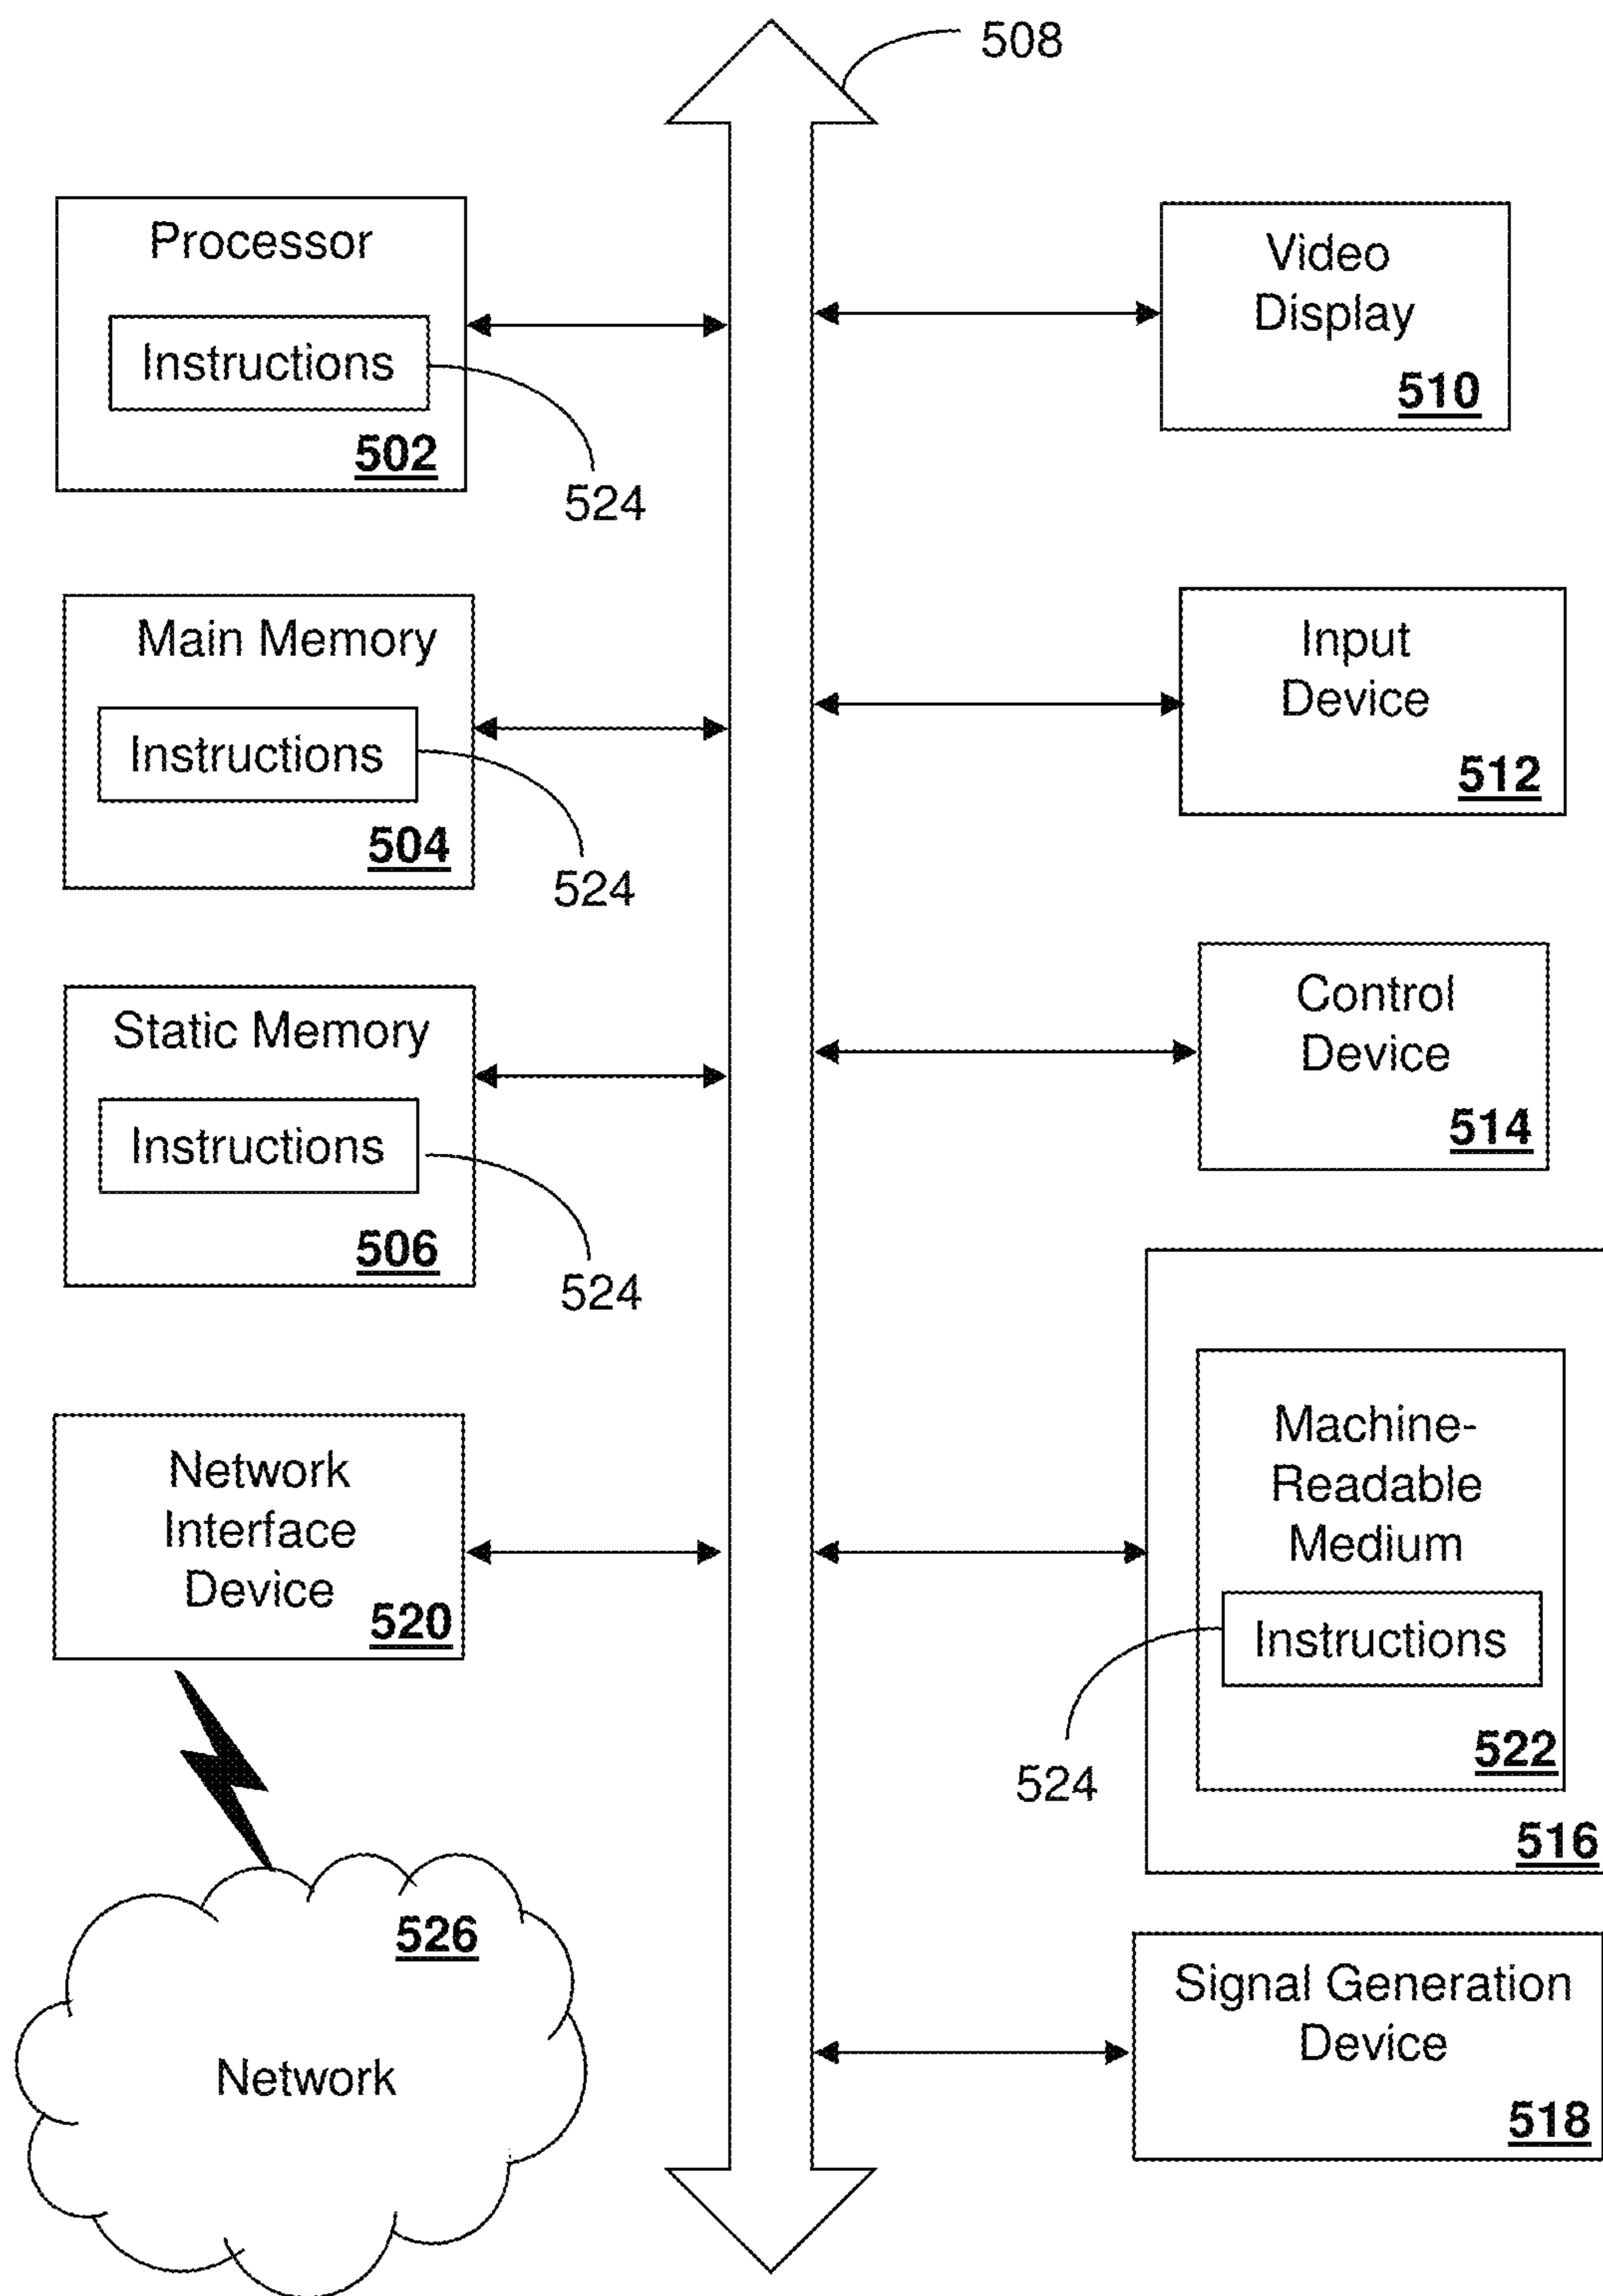 508
Processor
Instructions
502
524
Main Memory
Instructions
504
524
Static Memory
Instructions
506
524
Network
Interface
Device
520
526
Network
Video
Display
510
Input
Device
512
Control
Device
514
Machine-
Readable
Medium
Instructions
522
524
516
Signal Generation
Device
518